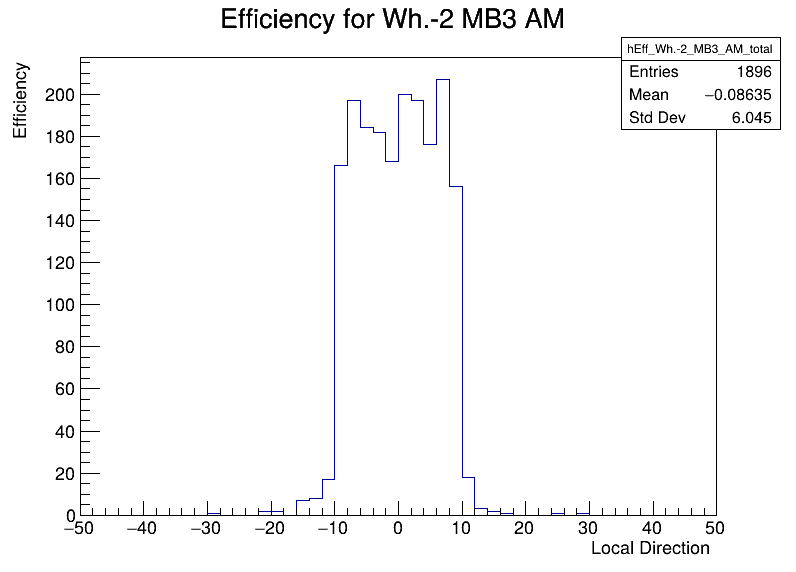 Efficiency for Wh.-2 MB3 AM
hEff_Wh.-2_MB3_AM_total
Entries 1896
Mean −0.08635
Std Dev 6.045
Efficiency
200
180
160
140
120
100
80
60
40
20
0
−50 −40 −30 −20 −10 0 10 20 30 40 50
Local Direction